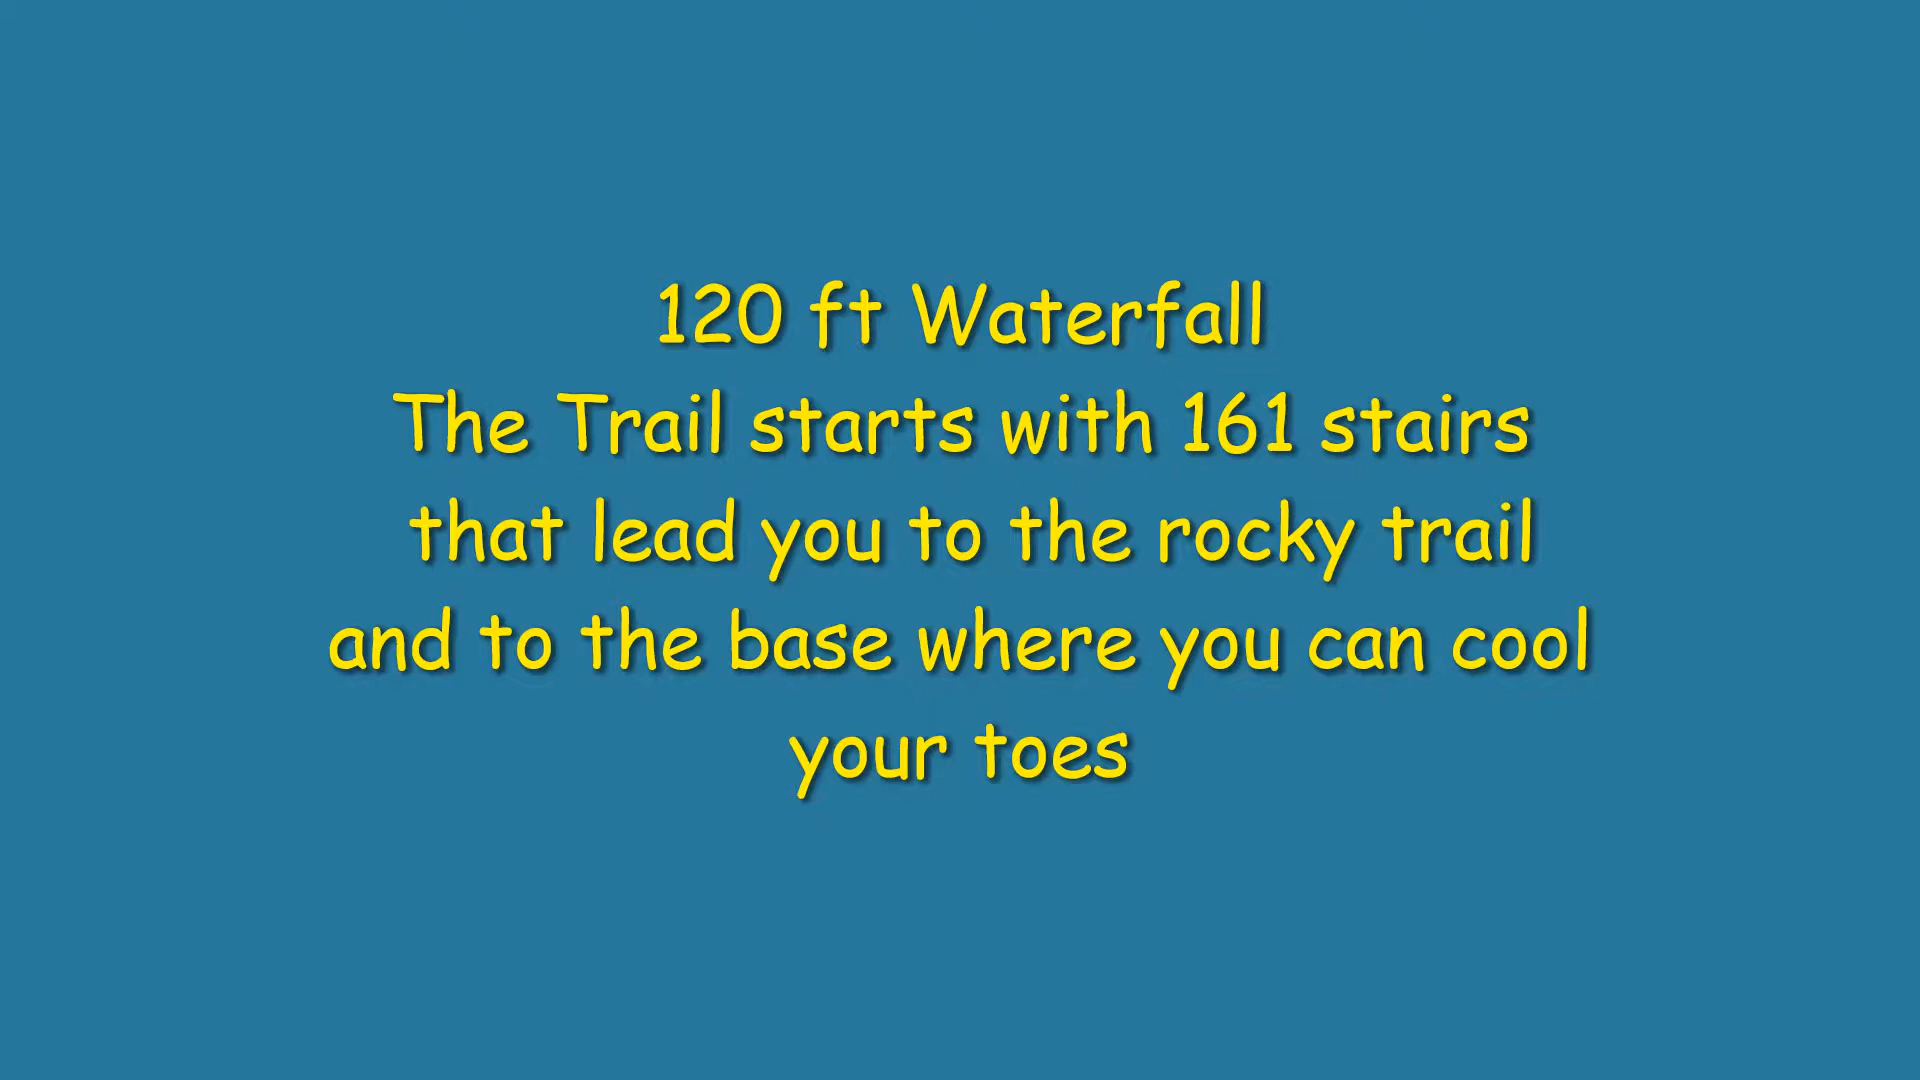 120 ft Waterfall
The Trail starts with 161 stairs
that lead you to the rocky trail
and to the base where you can cool
your toes